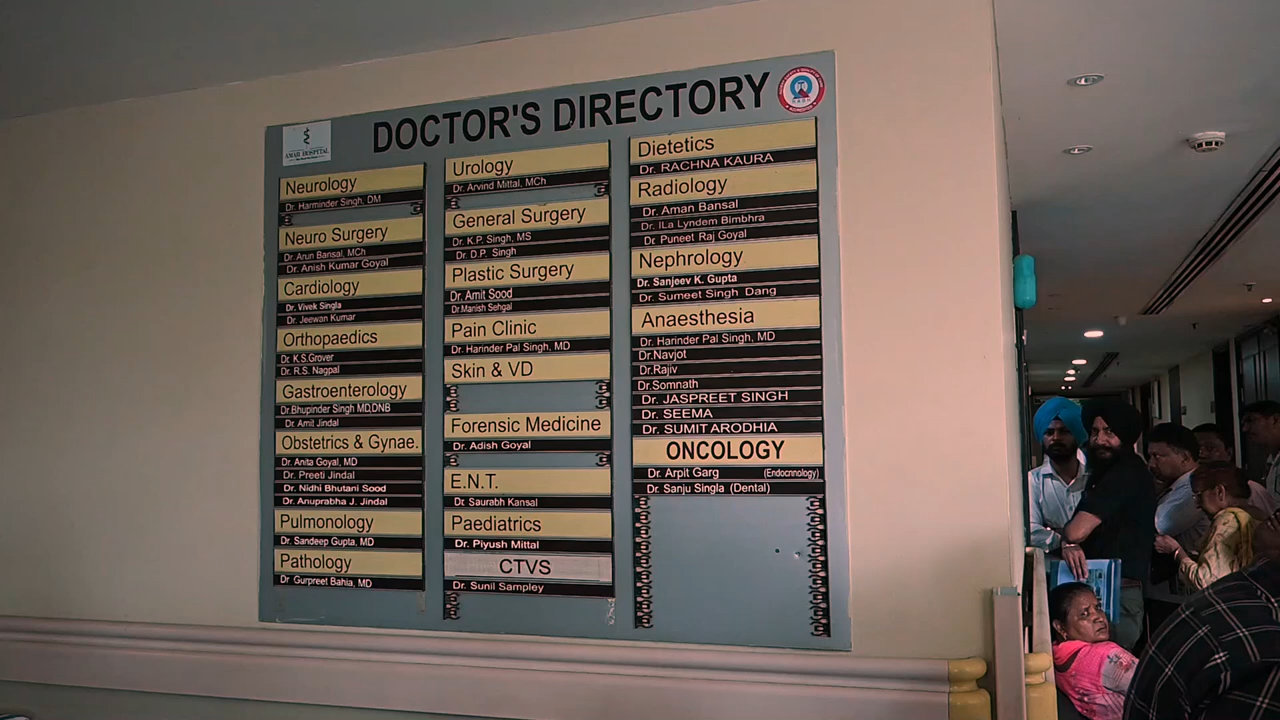 DOCTOR'S DIRECTORY
AMAR HOSPITAL
Neurology
Dr. Harminder Singh, DM
Neuro Surgery
Dr. Arun Bansal, MCh
Dr. Anish Kumar Goyal
Cardiology
Dr. Vivek Singla
Dr. Jeewan Kumar
Orthopaedics
Dr. K.S.Grover
Dr. R.S. Nagpal
Gastroenterology
Dr.Bhupinder Singh MD,DNB
Dr. Amit Jindal
Obstetrics & Gynae.
Dr. Anita Goyal, MD
Dr. Preeti Jindal
Dr. Nidhi Bhutani Sood
Dr. Anuprabha J. Jindal
Pulmonology
Dr. Sandeep Gupta, MD
Pathology
Dr Gurpreet Bahia, MD
Urology
Dr. Arvind Mittal, MCh
General Surgery
Dr. K.P. Singh, MS
Dr. D.P. Singh
Plastic Surgery
Dr. Amit Sood
Dr.Manish Sehgal
Pain Clinic
Dr. Harinder Pal Singh, MD
Skin & VD
Forensic Medicine
Dr. Adish Goyal
E.N.T.
Dr. Saurabh Kansal
Paediatrics
Dr. Piyush Mittal
CTVS
Dr. Sunil Sampley
Dietetics
Dr. RACHNA KAURA
Radiology
Dr. Aman Bansal
Dr. ILa Lyndem Bimbhra
Dr. Puneet Raj Goyal
Nephrology
Dr. Sanjeev K. Gupta
Dr. Sumeet Singh Dang
Anaesthesia
Dr. Harinder Pal Singh, MD
Dr.Navjot
Dr.Rajiv
Dr.Somnath
Dr. JASPREET SINGH
Dr. SEEMA
Dr. SUMIT ARODHIA
ONCOLOGY
Dr. Arpit Garg (Endocnnology)
Dr. Sanju Singla (Dental)